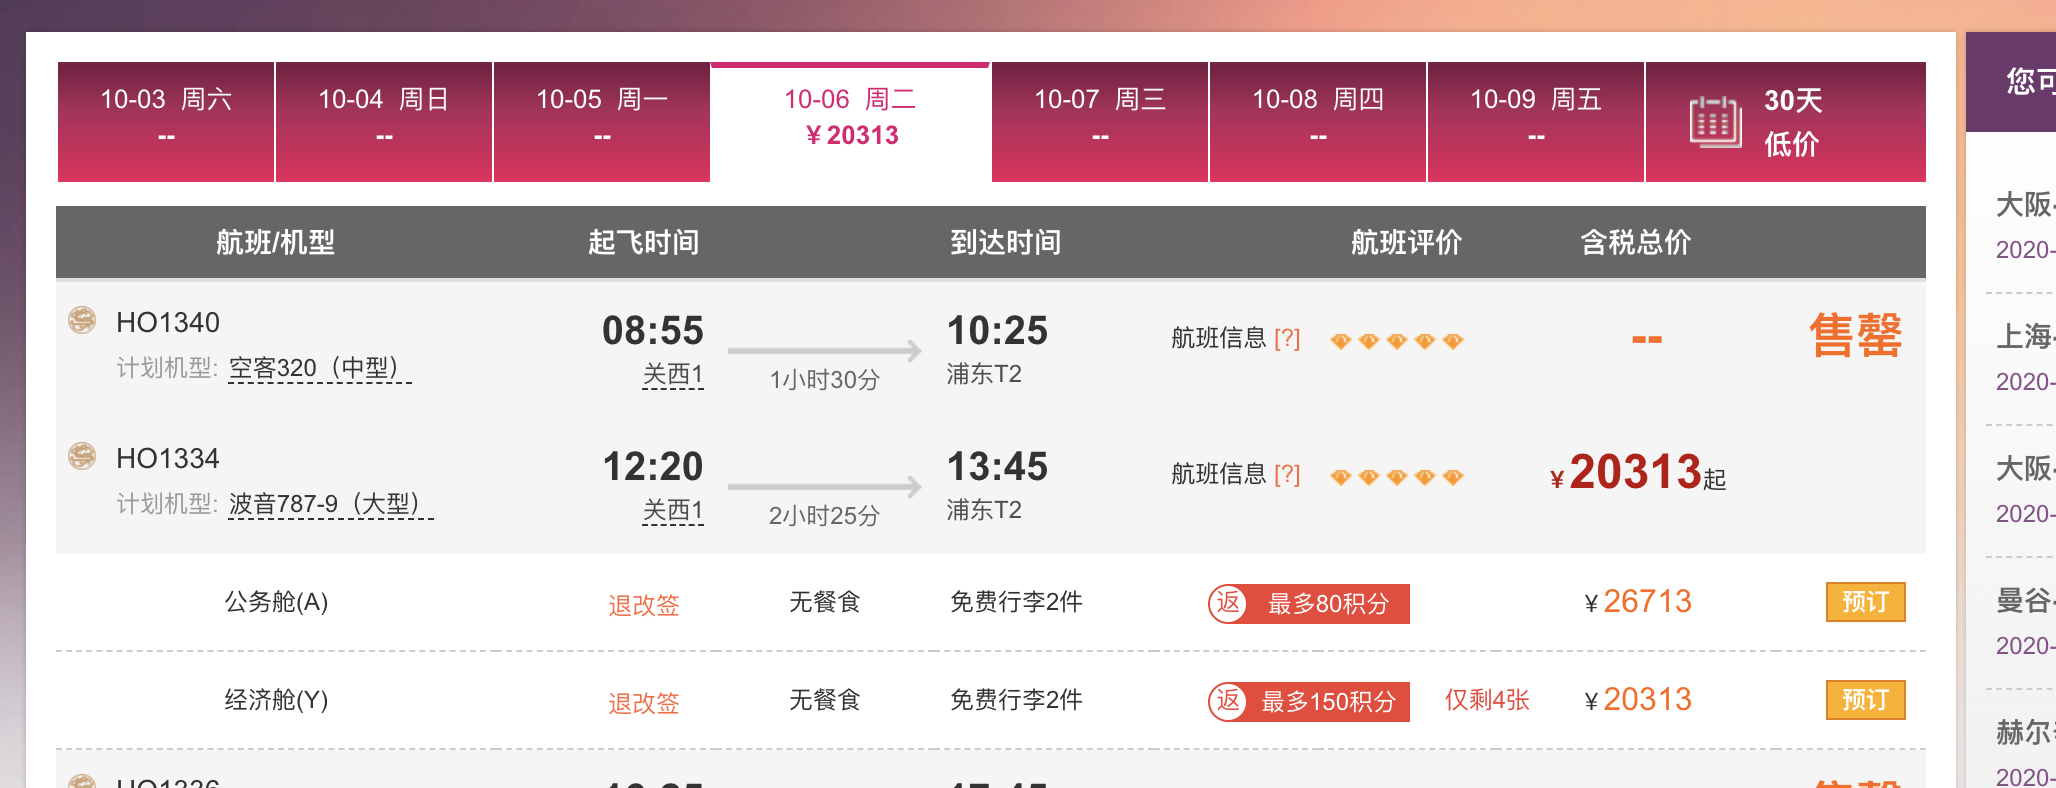 10-03 周六
--
10-04 周日
--
10-05 周一
--
10-06 周二
¥ 20313
10-07 周三
--
10-08 周四
--
10-09 周五
--
30天
低价
您可
航班/机型 起飞时间 到达时间 航班评价 含税总价
HO1340 08:55 10:25 航班信息 [?] -- 售罄
计划机型: 空客320（中型） 关西1 1小时30分 浦东T2
HO1334 12:20 13:45 航班信息 [?] ¥20313起
计划机型: 波音787-9（大型） 关西1 2小时25分 浦东T2
公务舱(A) 退改签 无餐食 免费行李2件 返 最多80积分 ¥26713 预订
经济舱(Y) 退改签 无餐食 免费行李2件 返 最多150积分 仅剩4张 ¥20313 预订
大阪-
2020-
上海-
2020-
大阪-
2020-
曼谷-
2020-
赫尔
2020-